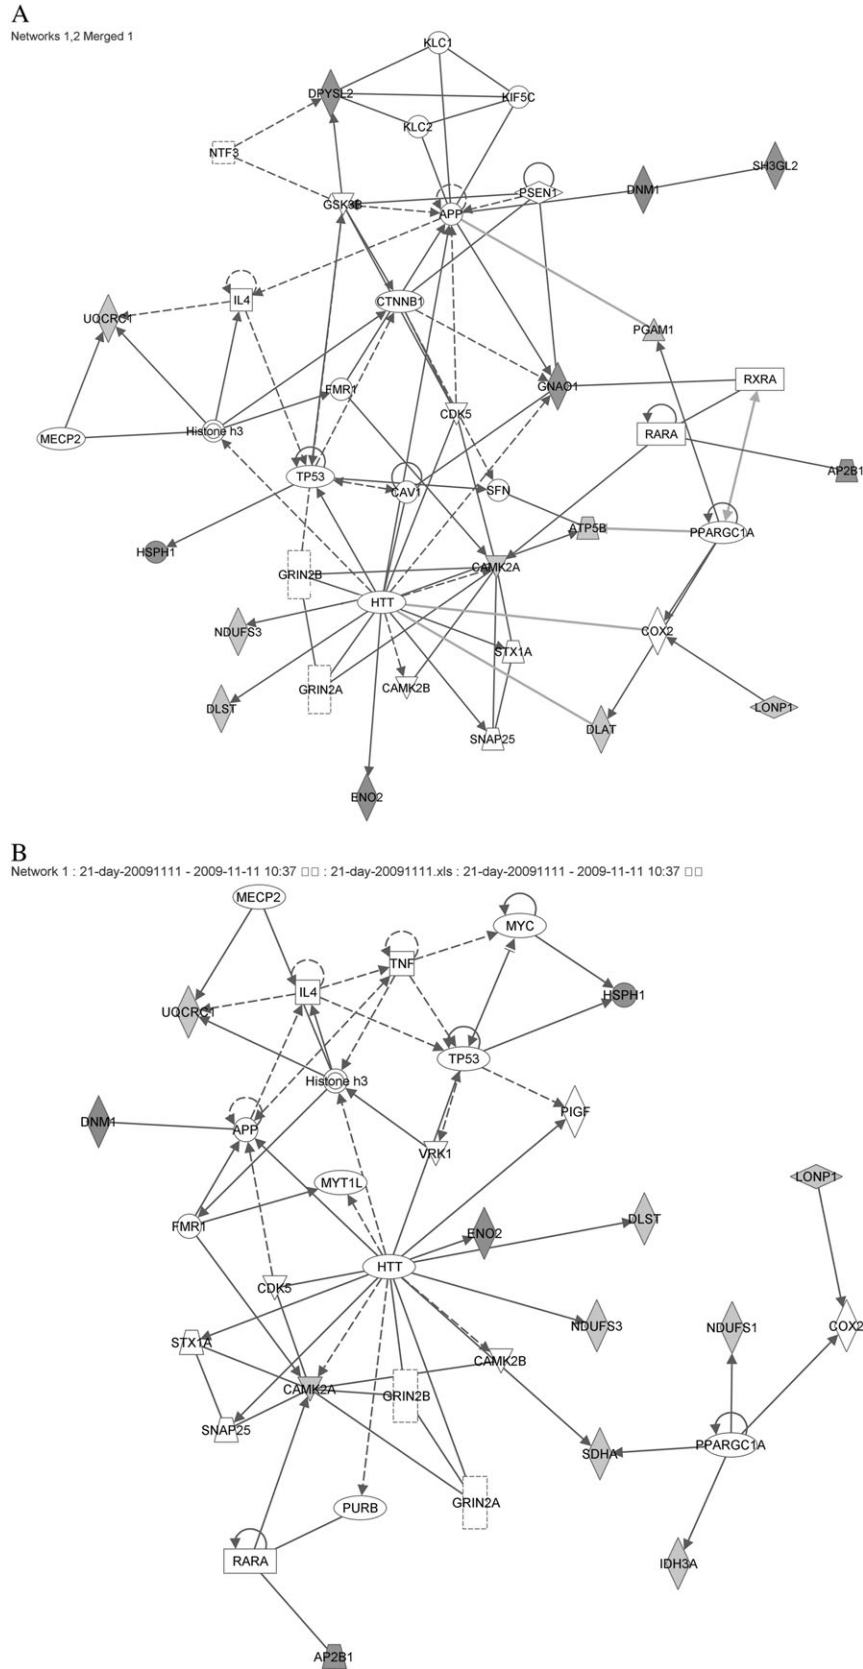 A
Networks 1,2 Merged 1
KLC1
DPYSL2
KIF5C
KLC2
NTF3
SH3GL2
DNM1
PSEN1
GSK3B
APP
IL4
CTNNB1
UQCRC1
PGAM1
RXRA
GNAO1
FMR1
CDK5
MECP2
Histone h3
RARA
AP2B1
TP53
CAV1
SFN
ATP5B
PPARGC1A
HSPH1
CAMK2A
GRIN2B
HTT
NDUFS3
COX2
STX1A
GRIN2A
CAMK2B
DLST
LONP1
DLAT
SNAP25
ENO2
B
Network 1 : 21-day-20091111 - 2009-11-11 10:37 □□ : 21-day-20091111.xls : 21-day-20091111 - 2009-11-11 10:37 □□
MECP2
MYC
TNF
IL4
HSPH1
UQCRC1
TP53
Histone h3
PIGF
DNM1
APP
VRK1
LONP1
MYT1L
DLST
FMR1
ENO2
HTT
CDK5
NDUFS3
NDUFS1
COX2
STX1A
CAMK2B
CAMK2A
GRIN2B
SNAP25
PPARGC1A
SDHA
GRIN2A
PURB
RARA
IDH3A
AP2B1